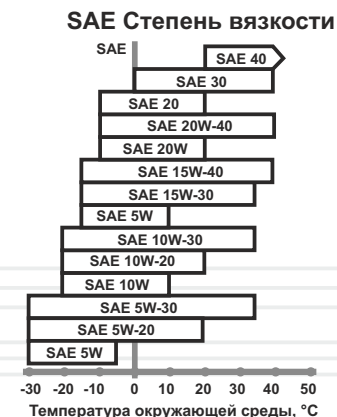 SAE Степень вязкости
SAE
SAE 40
SAE 30
SAE 20
SAE 20W-40
SAE 20W
SAE 15W-40
SAE 15W-30
SAE 5W
SAE 10W-30
SAE 10W-20
SAE 10W
SAE 5W-30
SAE 5W-20
SAE 5W
-30 -20 -10 0 10 20 30 40 50
Температура окружающей среды, °C